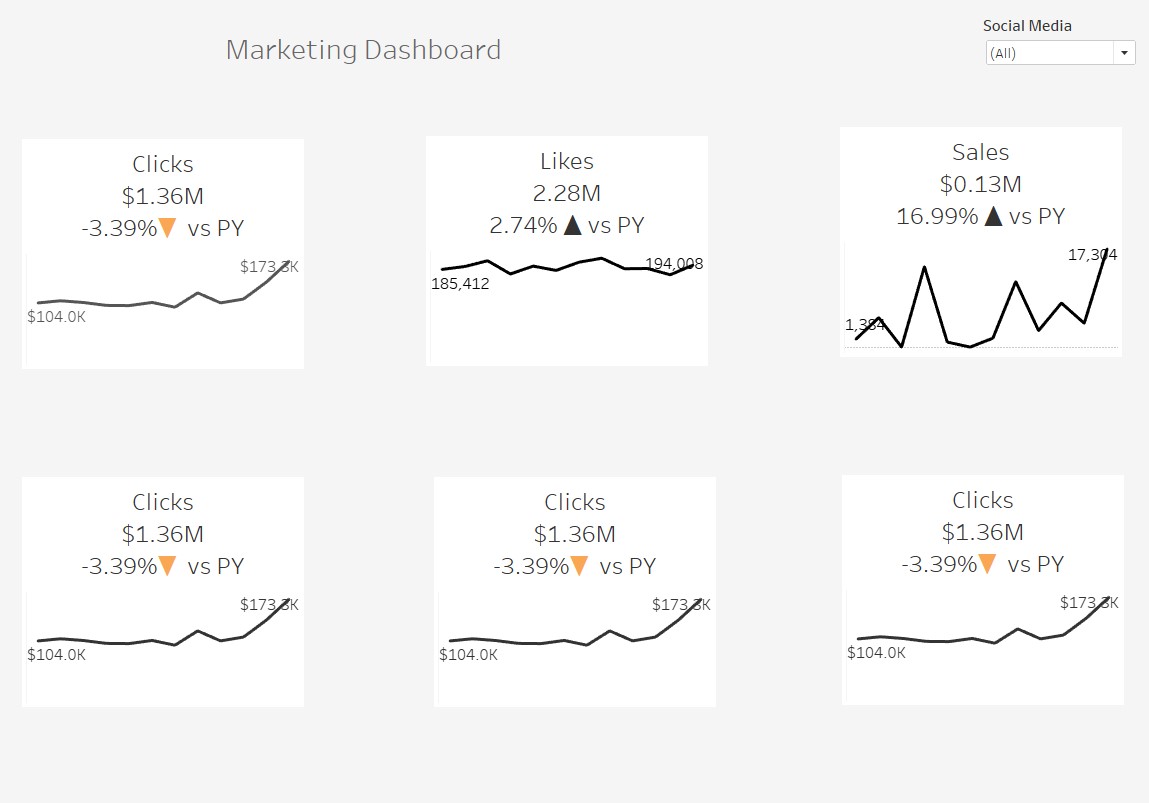 Marketing Dashboard
Social Media
(All)
Clicks
$1.36M
-3.39%▼ vs PY
$173.3K
$104.0K
Likes
2.28M
2.74% ▲ vs PY
194,008
185,412
Sales
$0.13M
16.99% ▲ vs PY
17,304
1,384
Clicks
$1.36M
-3.39%▼ vs PY
$173.3K
$104.0K
Clicks
$1.36M
-3.39%▼ vs PY
$173.3K
$104.0K
Clicks
$1.36M
-3.39%▼ vs PY
$173.3K
$104.0K